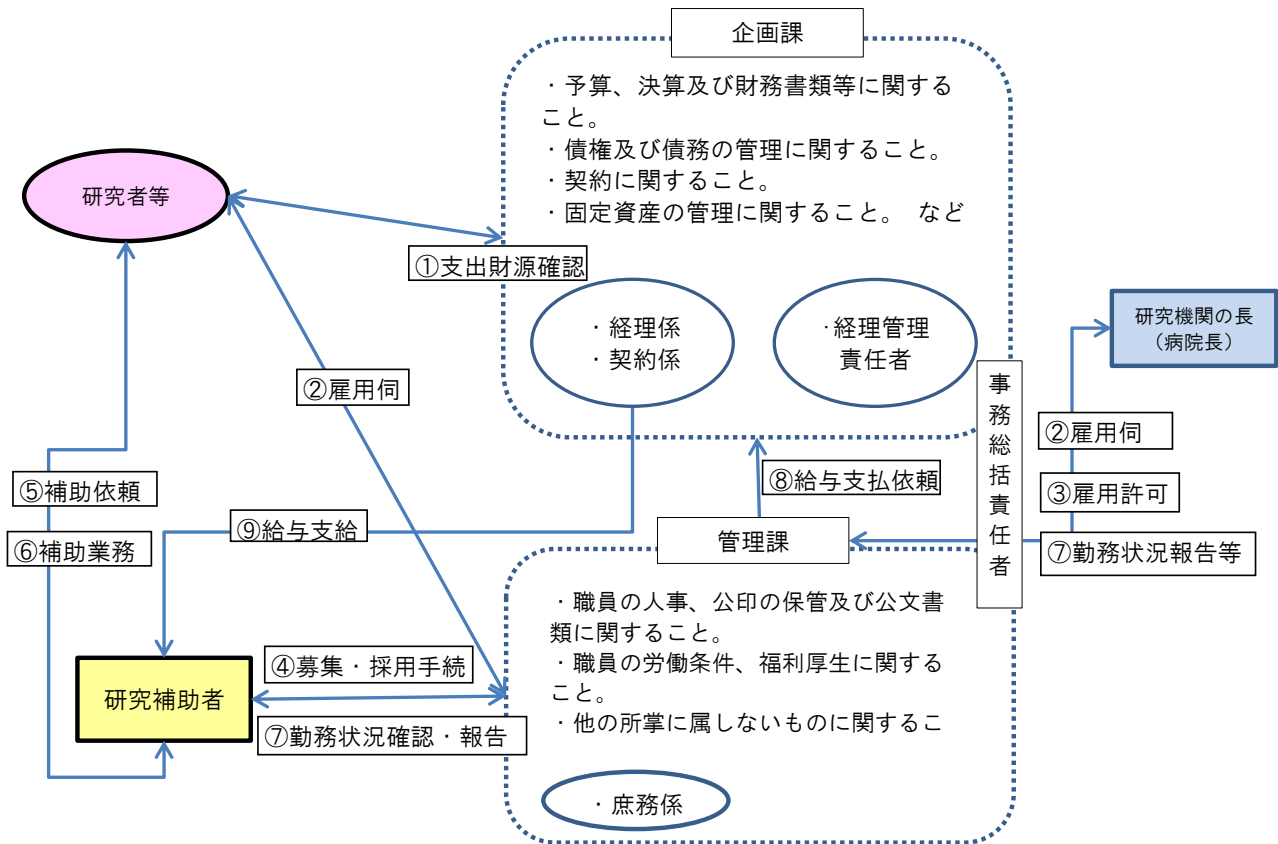 企画課
・予算、決算及び財務書類等に関する
こと。
・債権及び債務の管理に関すること。
・契約に関すること。
・固定資産の管理に関すること。 など
研究者等
①支出財源確認
・経理係
・契約係
・経理管理
責任者
研究機関の長
（病院長）
事務総括責任者
②雇用伺
②雇用伺
③雇用許可
⑦勤務状況報告等
⑤補助依頼
⑥補助業務
⑧給与支払依頼
⑨給与支給
管理課
・職員の人事、公印の保管及び公文書
類に関すること。
・職員の労働条件、福利厚生に関する
こと。
・他の所掌に属しないものに関するこ
④募集・採用手続
研究補助者
⑦勤務状況確認・報告
・庶務係